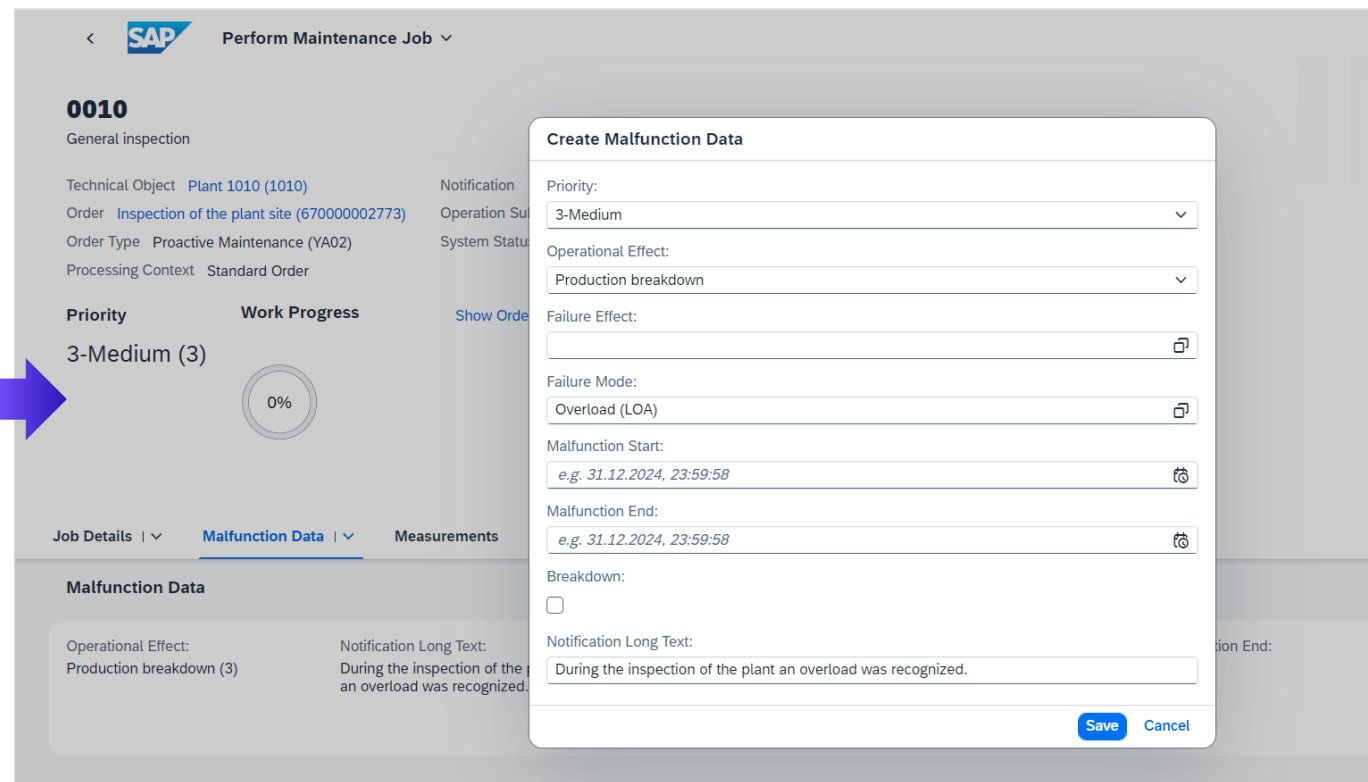 SAP Perform Maintenance Job
0010
General inspection
Technical Object Plant 1010 (1010)
Notification
Order Inspection of the plant site (670000002773)
Order Type Proactive Maintenance (YA02)
Processing Context Standard Order
Operation
System
Priority
Work Progress
Show
3-Medium (3)
0%
Job Details
Malfunction Data
Measurements
Malfunction Data
Operational Effect:
Production breakdown (3)
Notification Long Text:
During the inspection of the
an overload was recognized.
End:
Create Malfunction Data
Priority:
3-Medium
Operational Effect:
Production breakdown
Failure Effect:
Failure Mode:
Overload (LOA)
Malfunction Start:
e.g. 31.12.2024, 23:59:58
Malfunction End:
e.g. 31.12.2024, 23:59:58
Breakdown:
Notification Long Text:
During the inspection of the plant an overload was recognized.
Save Cancel